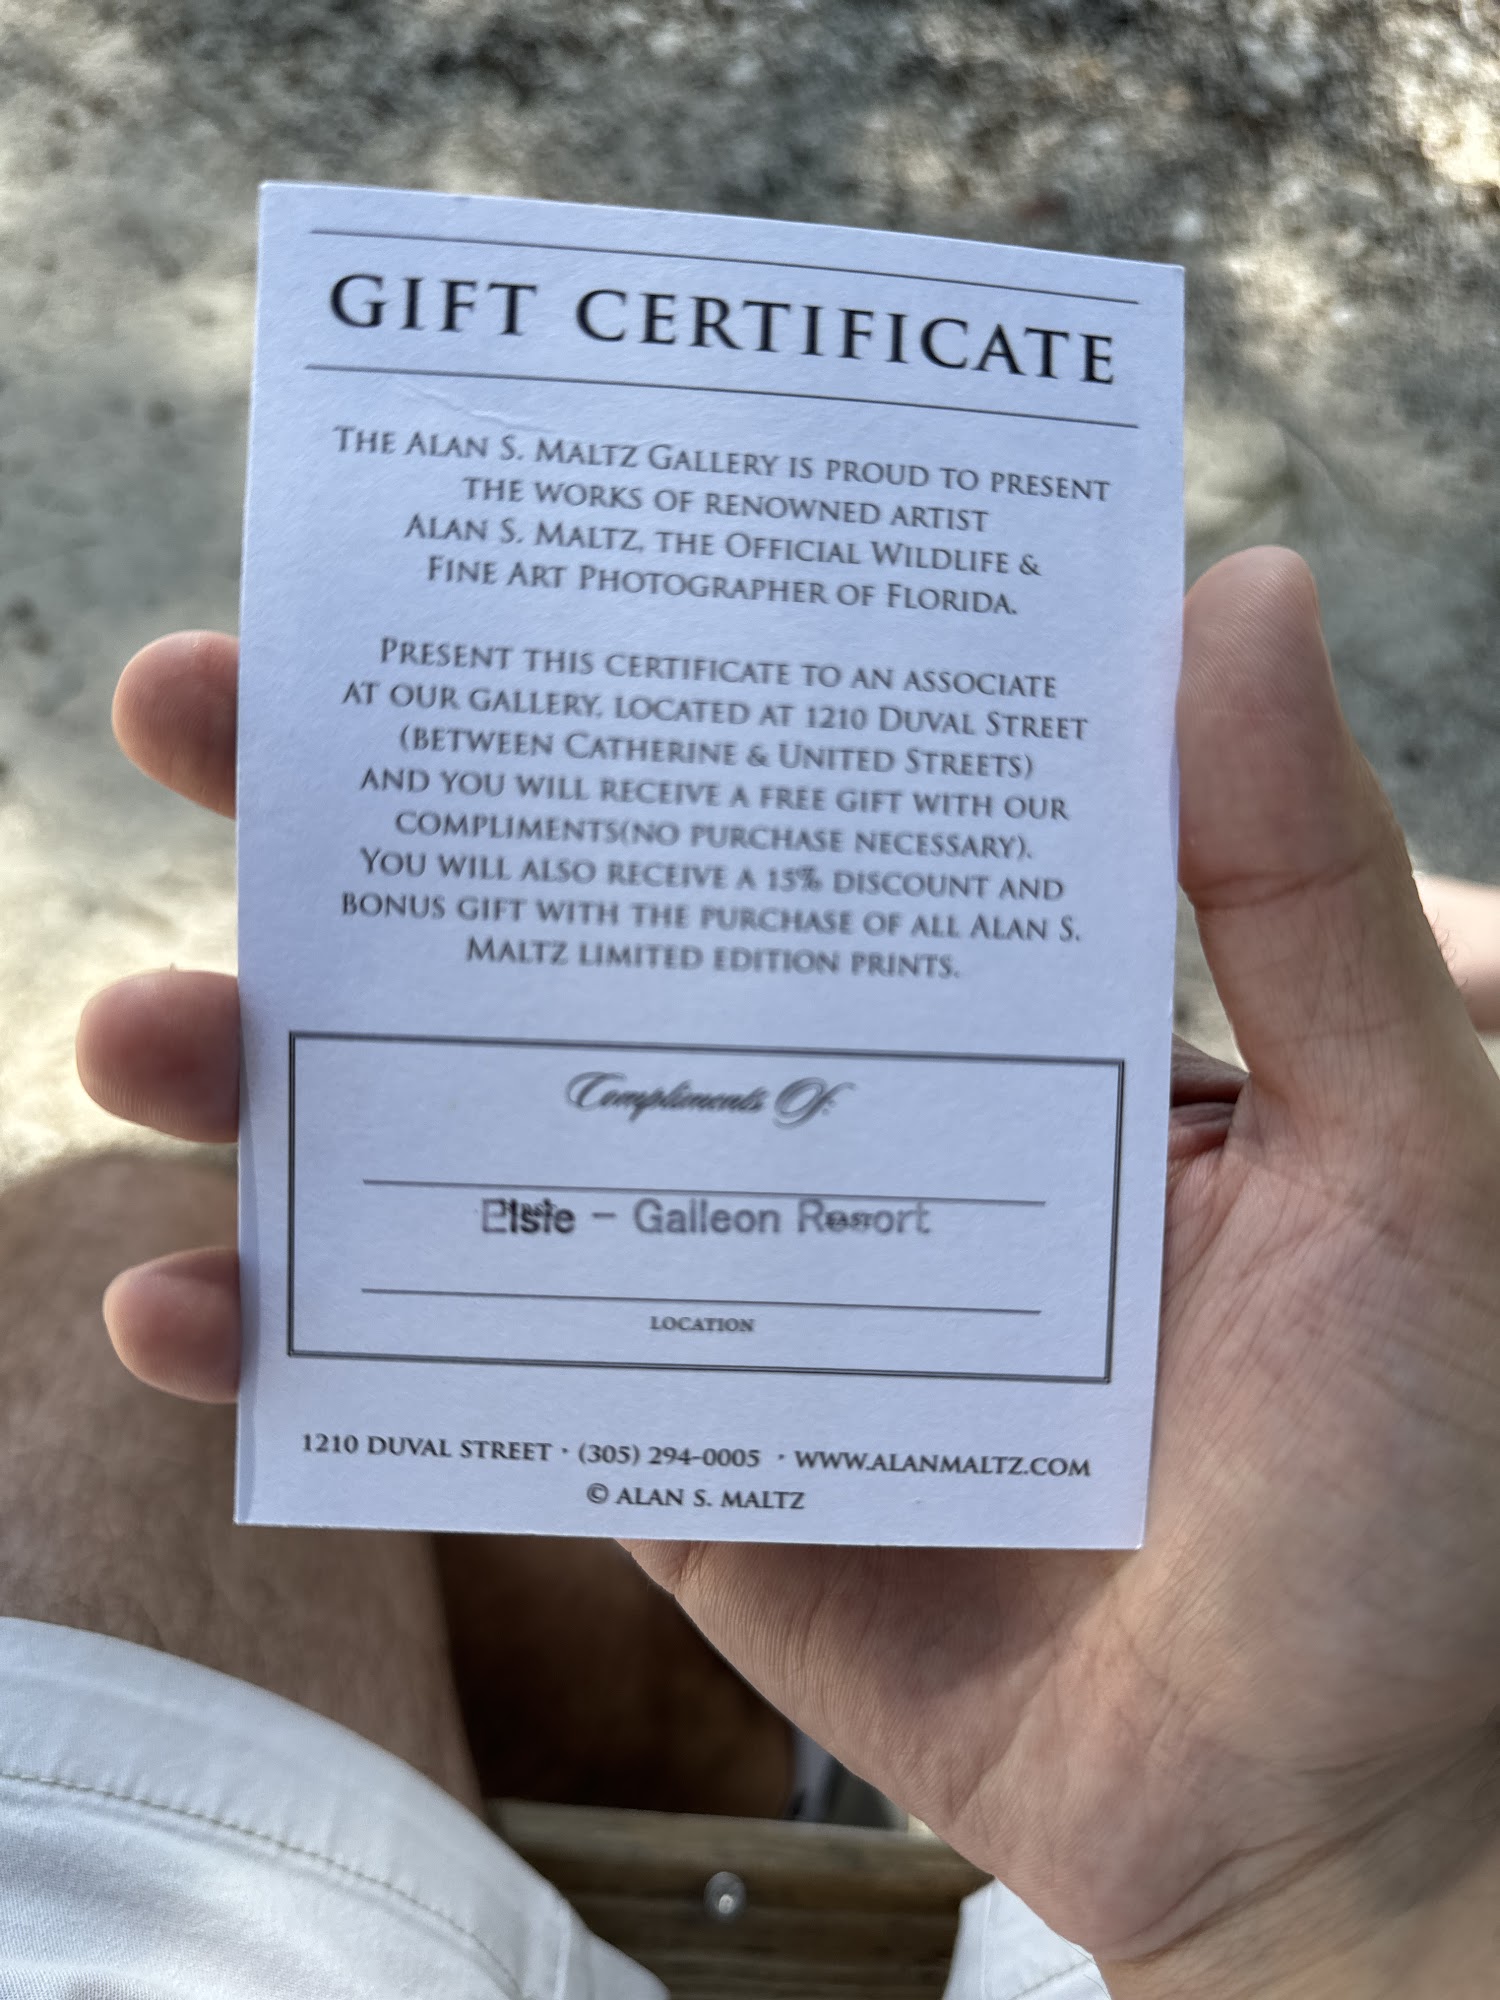 GIFT CERTIFICATE
THE ALAN S. MALTZ GALLERY IS PROUD TO PRESENT
THE WORKS OF RENOWNED ARTIST
ALAN S. MALTZ, THE OFFICIAL WILDLIFE &
FINE ART PHOTOGRAPHER OF FLORIDA.
PRESENT THIS CERTIFICATE TO AN ASSOCIATE
AT OUR GALLERY, LOCATED AT 1210 DUVAL STREET
(BETWEEN CATHERINE & UNITED STREETS)
AND YOU WILL RECEIVE A FREE GIFT WITH OUR
COMPLIMENTS(NO PURCHASE NECESSARY).
YOU WILL ALSO RECEIVE A 15% DISCOUNT AND
BONUS GIFT WITH THE PURCHASE OF ALL ALAN S.
MALTZ LIMITED EDITION PRINTS.
Compliments Of:
Elsie - Galleon Resort
LOCATION
1210 DUVAL STREET · (305) 294-0005 · WWW.ALANMALTZ.COM
© ALAN S. MALTZ